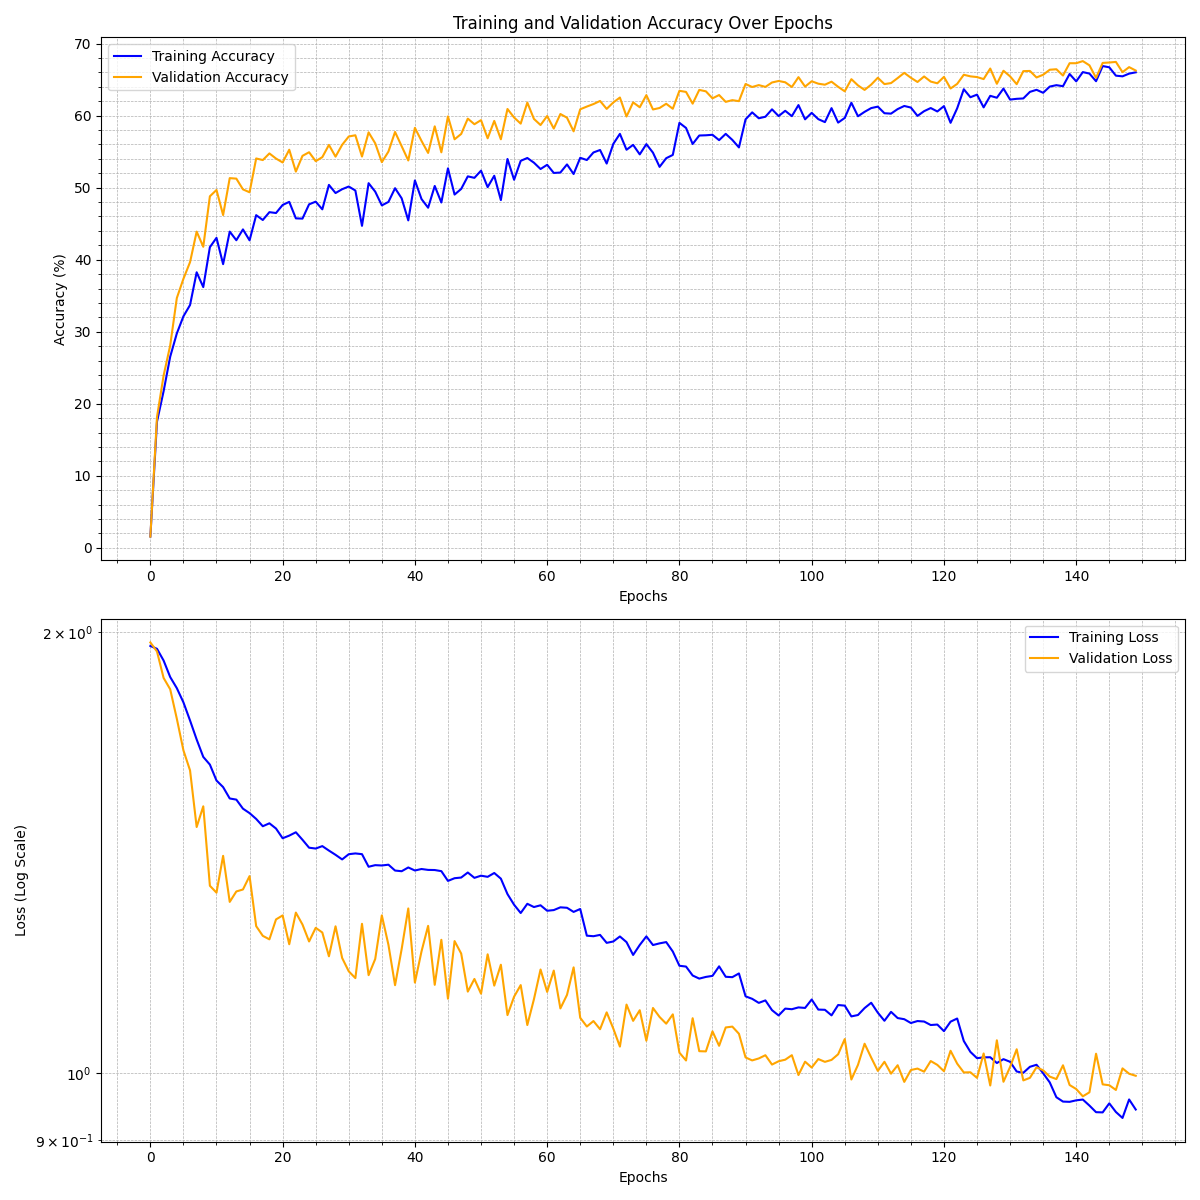 Training and Validation Accuracy Over Epochs
Training Accuracy
Validation Accuracy
Accuracy (%)
70
60
50
40
30
20
10
0
0 20 40 60 80 100 120 140
Epochs
Training Loss
Validation Loss
Loss (Log Scale)
2 × 10⁰
10⁰
9 × 10⁻¹
0 20 40 60 80 100 120 140
Epochs